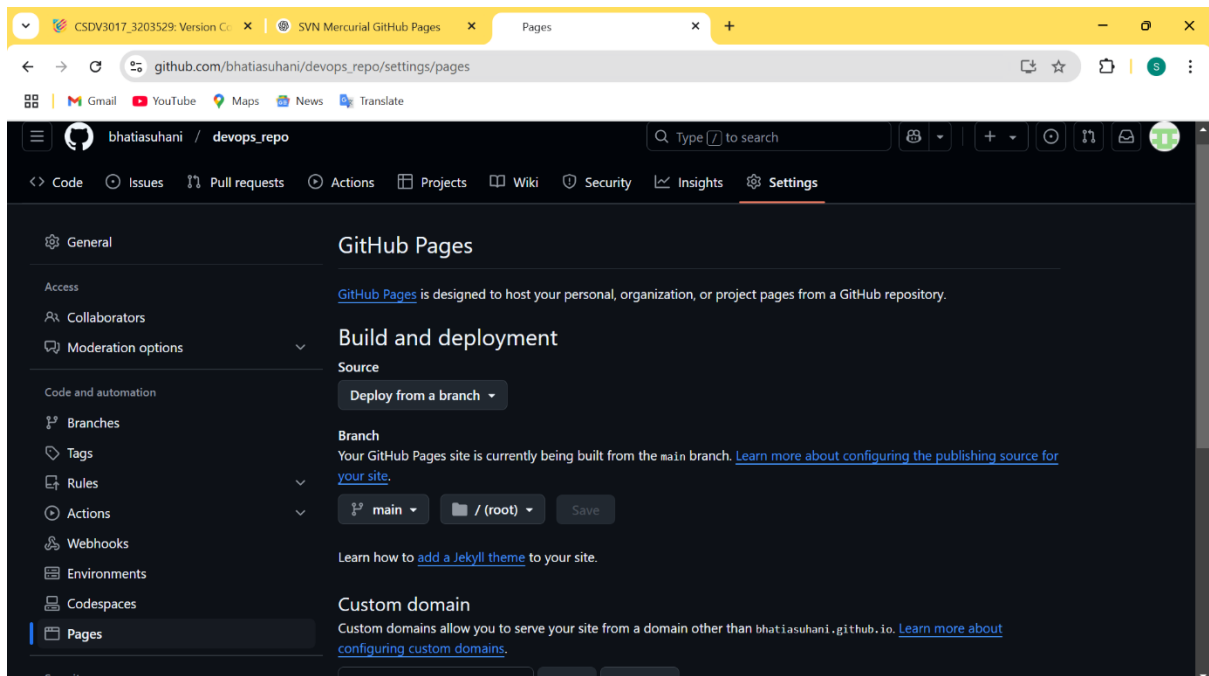 CSDV3017_3203529: Version Co
SVN Mercurial GitHub Pages
Pages
github.com/bhatiasuhani/devops_repo/settings/pages
S
Gmail YouTube Maps News Translate
bhatiasuhani / devops_repo
Type / to search
Code Issues Pull requests Actions Projects Wiki Security Insights Settings
General
Access
Collaborators
Moderation options
Code and automation
Branches
Tags
Rules
Actions
Webhooks
Environments
Codespaces
Pages
GitHub Pages
GitHub Pages is designed to host your personal, organization, or project pages from a GitHub repository.
Build and deployment
Source
Deploy from a branch
Branch
Your GitHub Pages site is currently being built from the main branch. Learn more about configuring the publishing source for
your site.
main / (root) Save
Learn how to add a Jekyll theme to your site.
Custom domain
Custom domains allow you to serve your site from a domain other than bhatiasuhani.github.io. Learn more about
configuring custom domains.